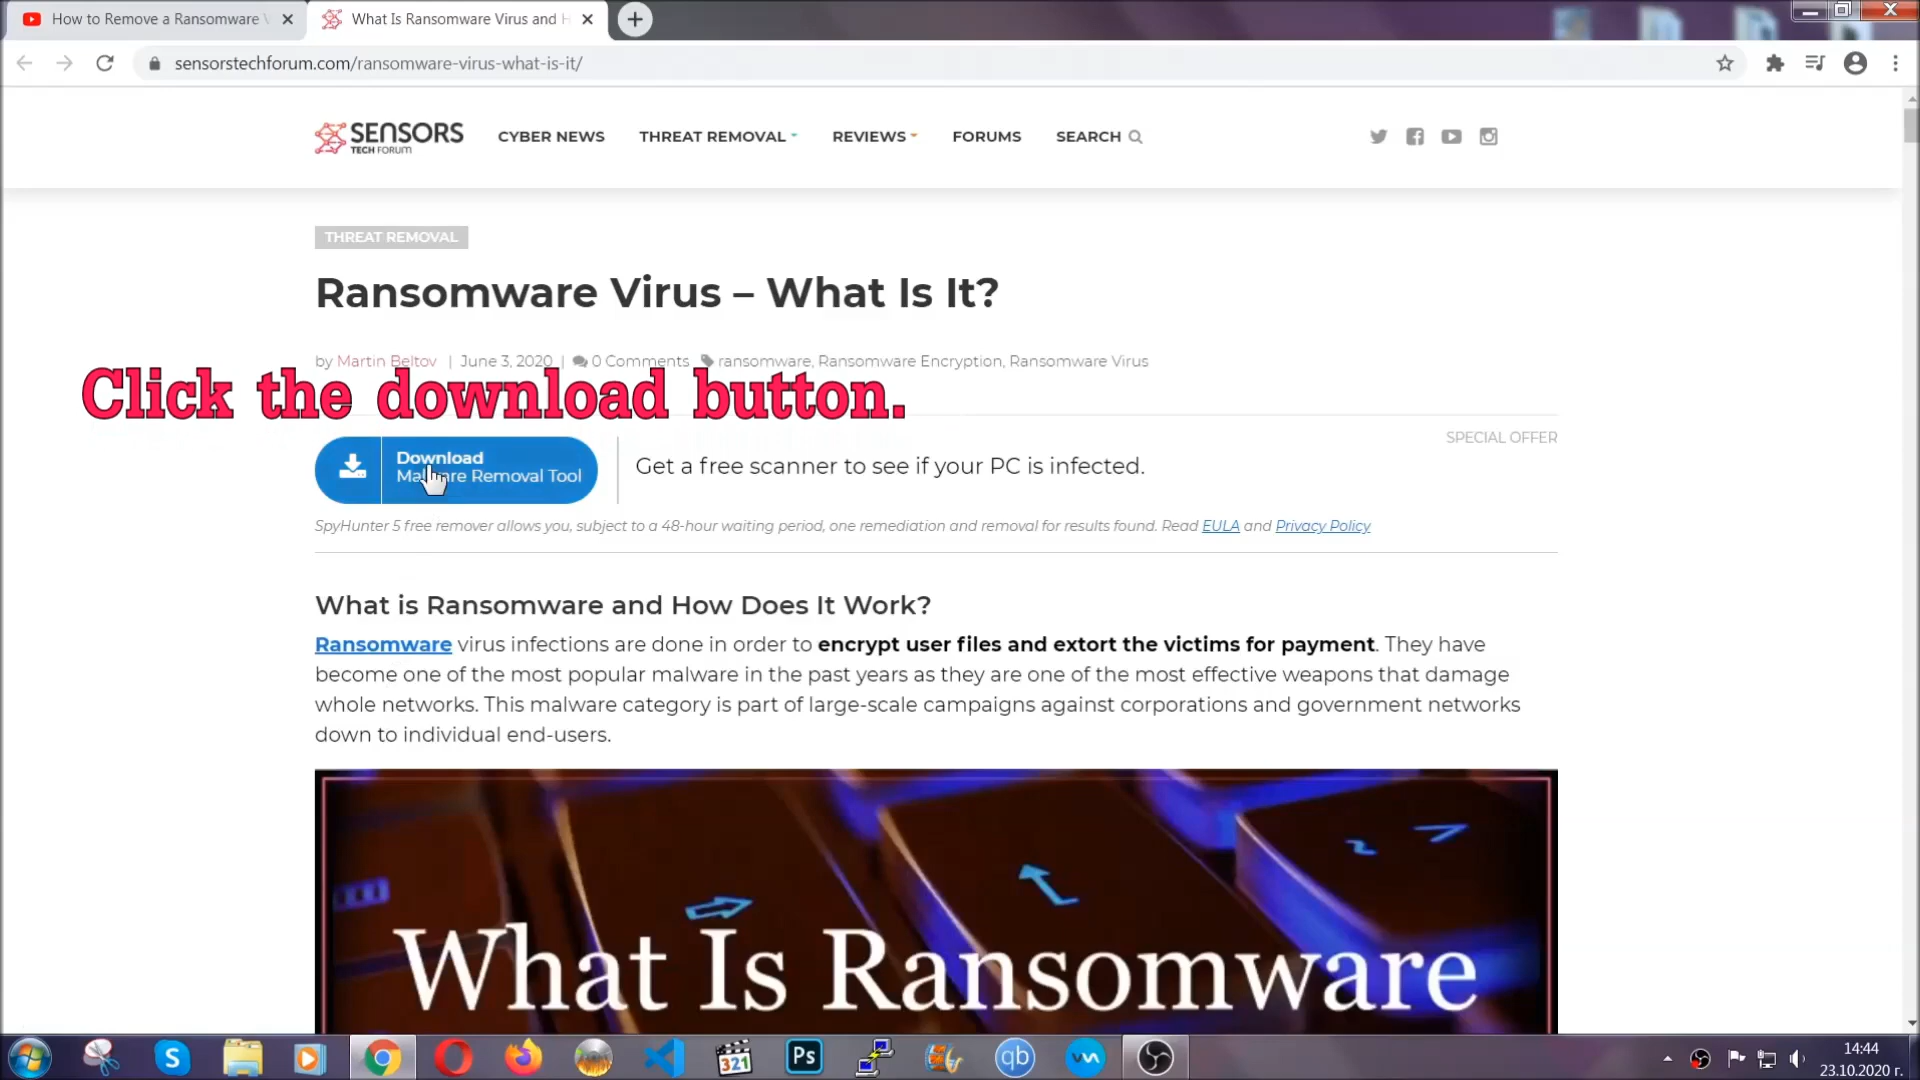 How to Remove a Ransomware V
What Is Ransomware Virus and H
sensorstechforum.com/ransomware-virus-what-is-it/
SENSORS
TECH FORUM
CYBER NEWS
THREAT REMOVAL
REVIEWS
FORUMS
SEARCH
THREAT REMOVAL
Ransomware Virus – What Is It?
by Martin Beltov | June 3, 2020 | 0 Comments ransomware, Ransomware Encryption, Ransomware Virus
Click the download button.
SPECIAL OFFER
Download
Malware Removal Tool
Get a free scanner to see if your PC is infected.
SpyHunter 5 free remover allows you, subject to a 48-hour waiting period, one remediation and removal for results found. Read EULA and Privacy Policy
What is Ransomware and How Does It Work?
Ransomware virus infections are done in order to encrypt user files and extort the victims for payment. They have
become one of the most popular malware in the past years as they are one of the most effective weapons that damage
whole networks. This malware category is part of large-scale campaigns against corporations and government networks
down to individual end-users.
What Is Ransomware
S
321
Ps
qb
14:44
23.10.2020 г.